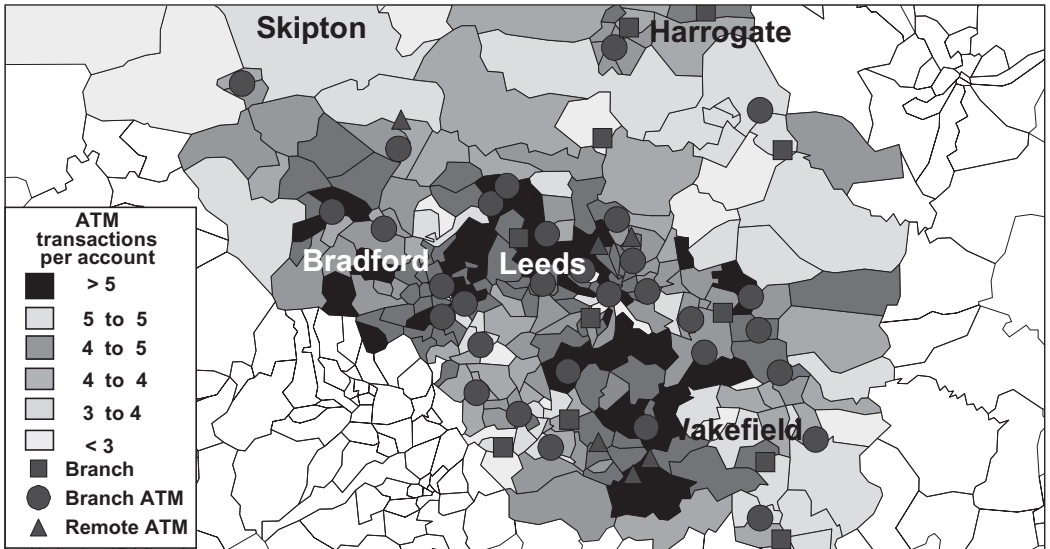 Skipton
Harrogate
ATM
transactions
per account
> 5
5 to 5
4 to 5
4 to 4
3 to 4
< 3
Branch
Branch ATM
Remote ATM
Bradford
Leeds
Wakefield